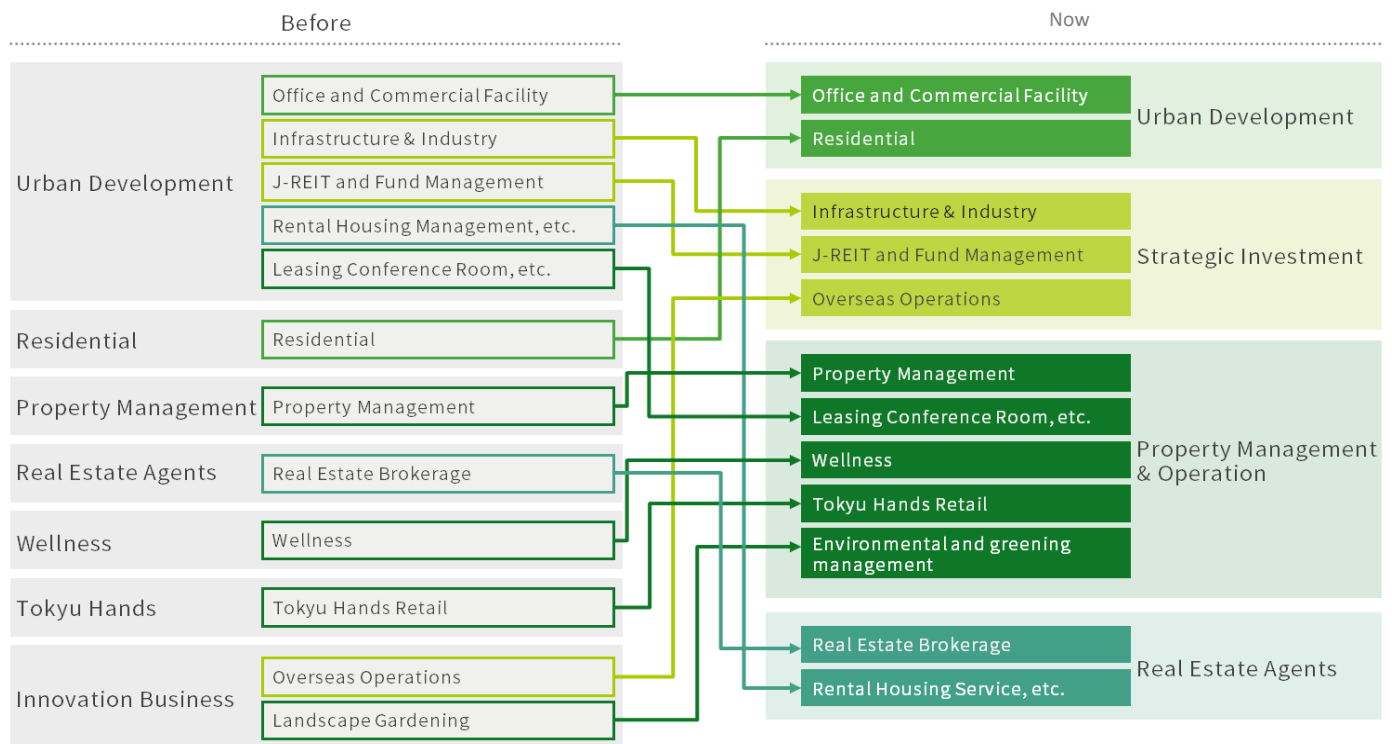 Before
Now
Urban Development
Office and Commercial Facility
Infrastructure & Industry
J-REIT and Fund Management
Rental Housing Management, etc.
Leasing Conference Room, etc.
Residential
Residential
Property Management
Property Management
Real Estate Agents
Real Estate Brokerage
Wellness
Wellness
Tokyu Hands
Tokyu Hands Retail
Innovation Business
Overseas Operations
Landscape Gardening
Office and Commercial Facility
Residential
Urban Development
Infrastructure & Industry
J-REIT and Fund Management
Overseas Operations
Strategic Investment
Property Management
Leasing Conference Room, etc.
Wellness
Tokyu Hands Retail
Environmental and greening
management
Property Management
& Operation
Real Estate Brokerage
Rental Housing Service, etc.
Real Estate Agents